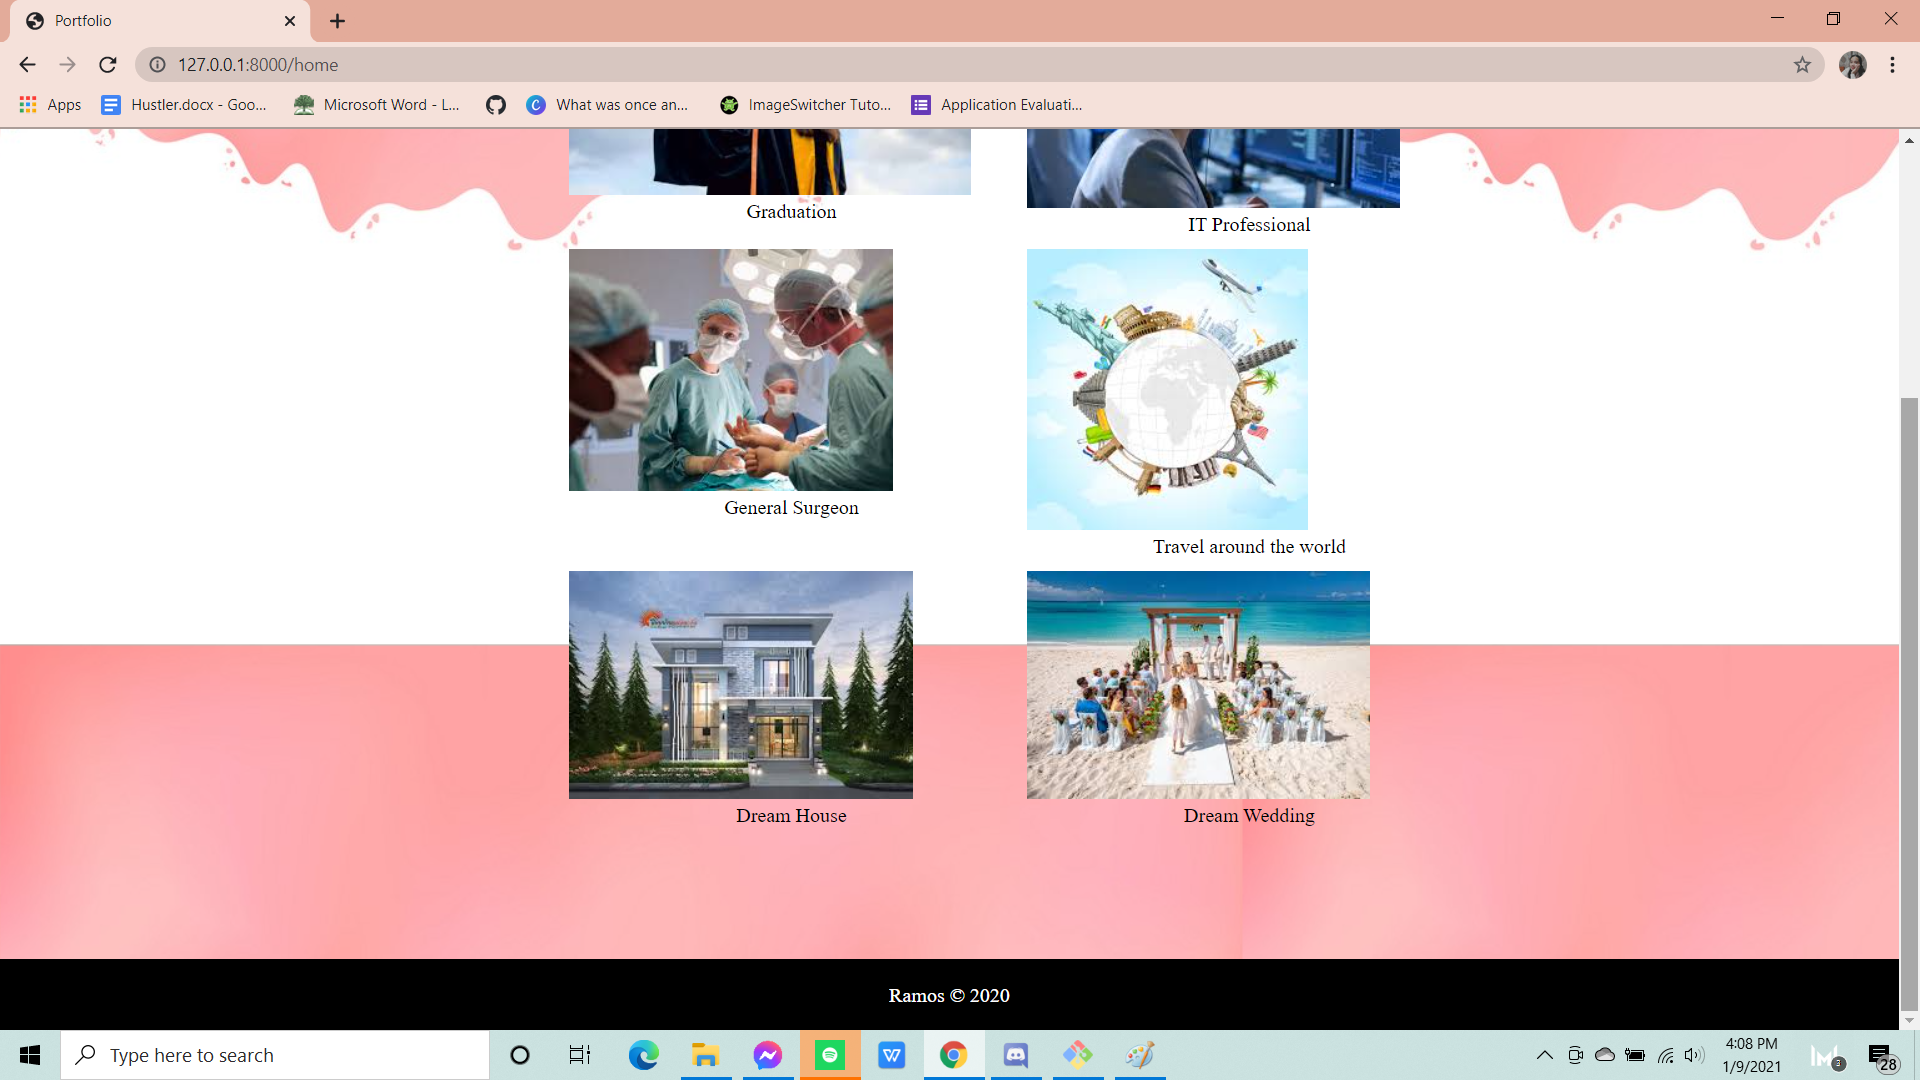 Portfolio
127.0.0.1:8000/home
Apps
Hustler.docx - Goo...
Microsoft Word - L...
What was once an...
ImageSwitcher Tuto...
Application Evaluati...
Graduation
IT Professional
General Surgeon
Travel around the world
Dream House
Dream Wedding
Ramos © 2020
Type here to search
4:08 PM
1/9/2021
3
28